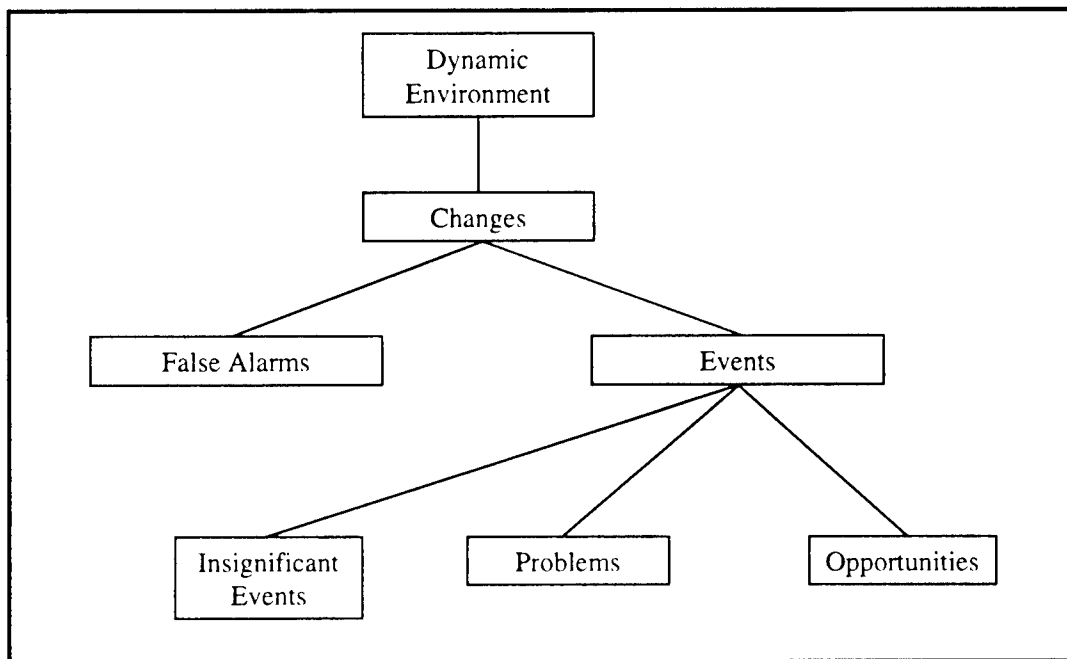 Dynamic
Environment
Changes
False Alarms
Events
Insignificant
Events
Problems
Opportunities